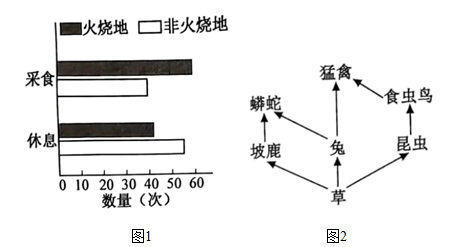 火烧地 非火烧地
采食
休息
0 10 20 30 40 50 60
数量（次）
图1
猛禽
食虫鸟
蟒蛇
坡鹿 兔 昆虫
草
图2